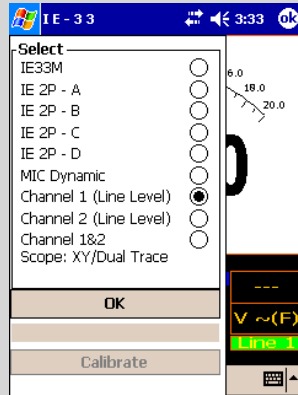 IE-33 3:33 ok
Select
IE33M
IE 2P - A
IE 2P - B
IE 2P - C
IE 2P - D
MIC Dynamic
Channel 1 (Line Level)
Channel 2 (Line Level)
Channel 1&2
Scope: XY/Dual Trace
OK
Calibrate
6.0
18.0
20.0
0
---
V ~(F)
Line 1